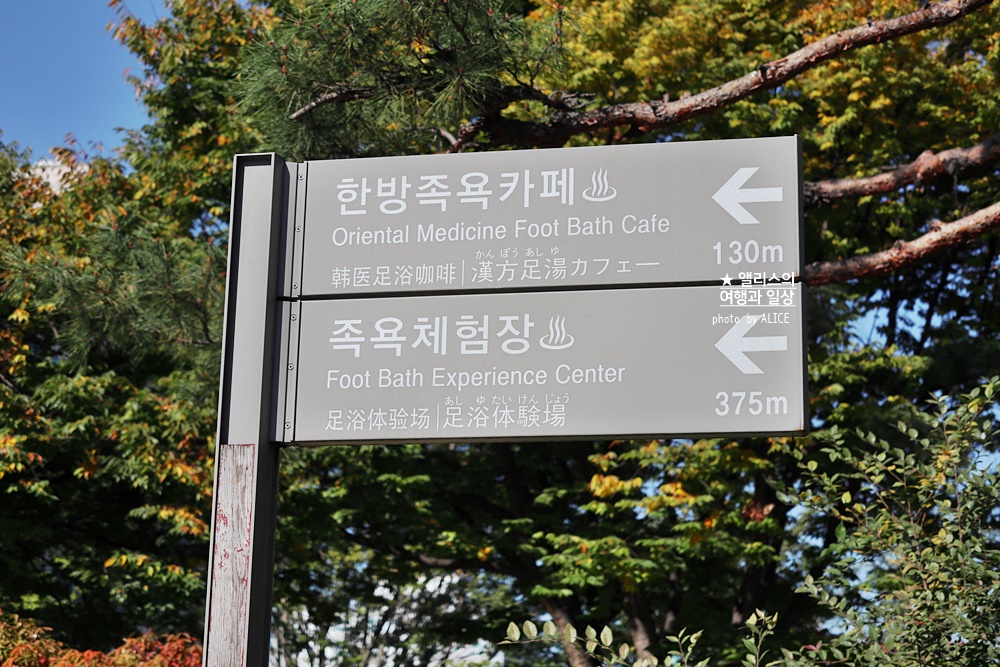 한방족욕카페♨
Oriental Medicine Foot Bath Cafe
かん ぽう あし ゆ
韩医足浴咖啡|漢方足湯カフェー
130m
★ 앨리스의
여행과 일상
photo by ALICE
족욕체험장♨
Foot Bath Experience Center
あし ゆ たい けん じょう
足浴体验场|足浴体験場
375m